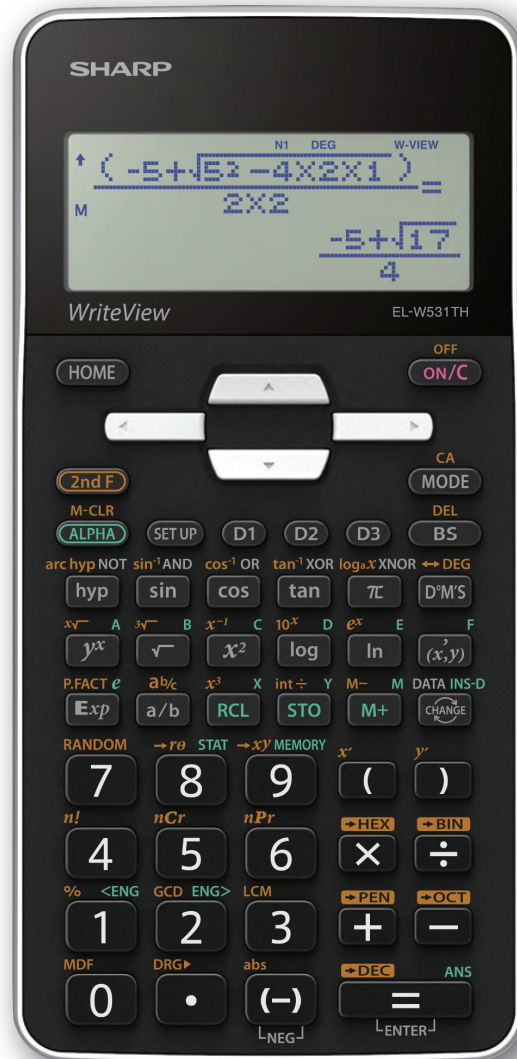 SHARP
N1 DEG W-VIEW
( -5+√5²-4×2×1 ) =
M 2×2
-5+√17
4
WriteView EL-W531TH
OFF
HOME ON/C
CA
2nd F MODE
M-CLR DEL
ALPHA SET UP D1 D2 D3 BS
arc hyp NOT sin⁻¹ AND cos⁻¹ OR tan⁻¹ XOR logₐx XNOR ↔DEG
hyp sin cos tan π D°M'S
ˣ√ A ³√ B x⁻¹ C 10ˣ D eˣ E F
yˣ √ x² log ln (x,y)
P.FACT e ab/c x³ X int÷ Y M− M DATA INS-D
Exp a/b RCL STO M+ CHANGE
RANDOM →rθ STAT →xy MEMORY x′ y′
7 8 9 ( )
n! nCr nPr →HEX →BIN
4 5 6 × ÷
% <ENG GCD ENG> LCM →PEN →OCT
1 2 3 + −
MDF DRG▶ abs →DEC ANS
0 • (−) =
NEG ENTER